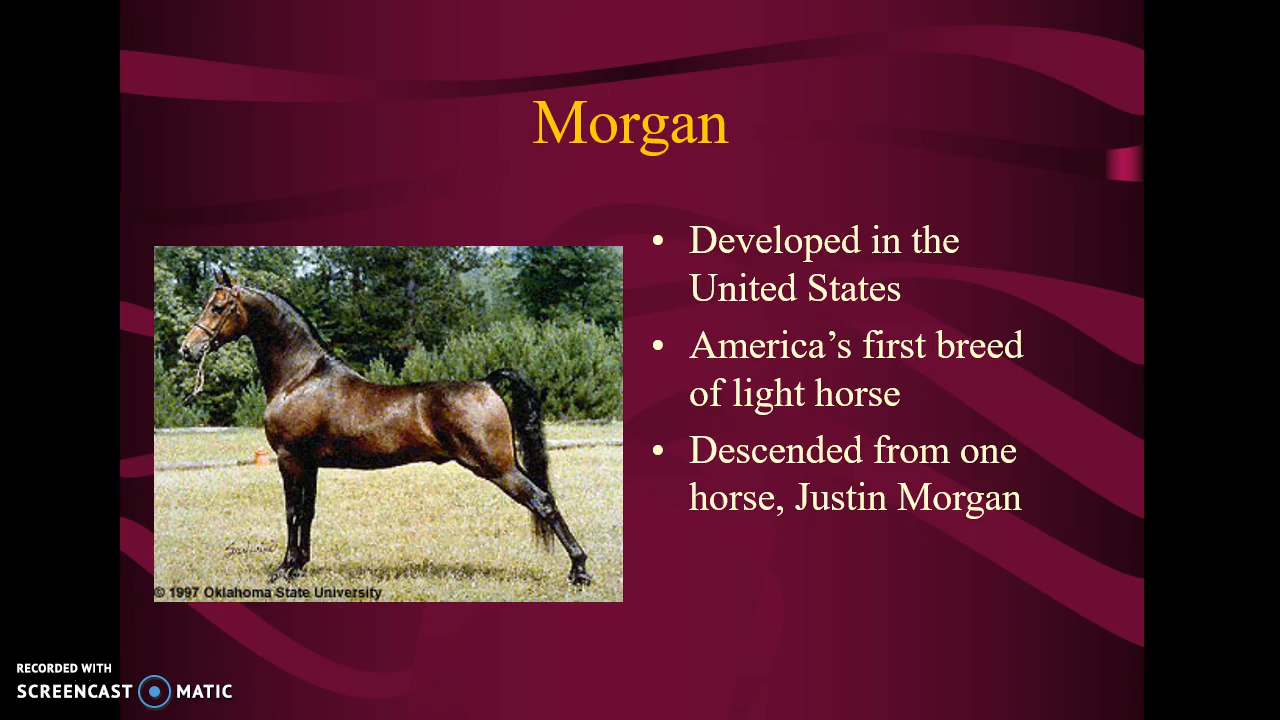 Morgan
• Developed in the
United States
• America’s first breed
of light horse
• Descended from one
horse, Justin Morgan
© 1997 Oklahoma State University
RECORDED WITH
SCREENCAST MATIC